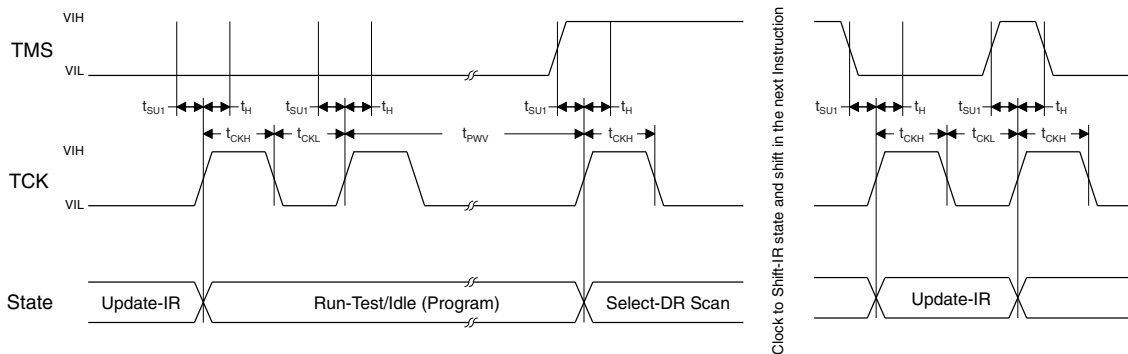 VIH
TMS
VIL
tSU1 tH tSU1 tH tSU1 tH tSU1 tH tSU1 tH
tCKH tCKL tPWV tCKH tCKH tCKL tCKH
VIH
TCK
VIL
State Update-IR Run-Test/Idle (Program) Select-DR Scan Update-IR
Clock to Shift-IR state and shift in the next Instruction